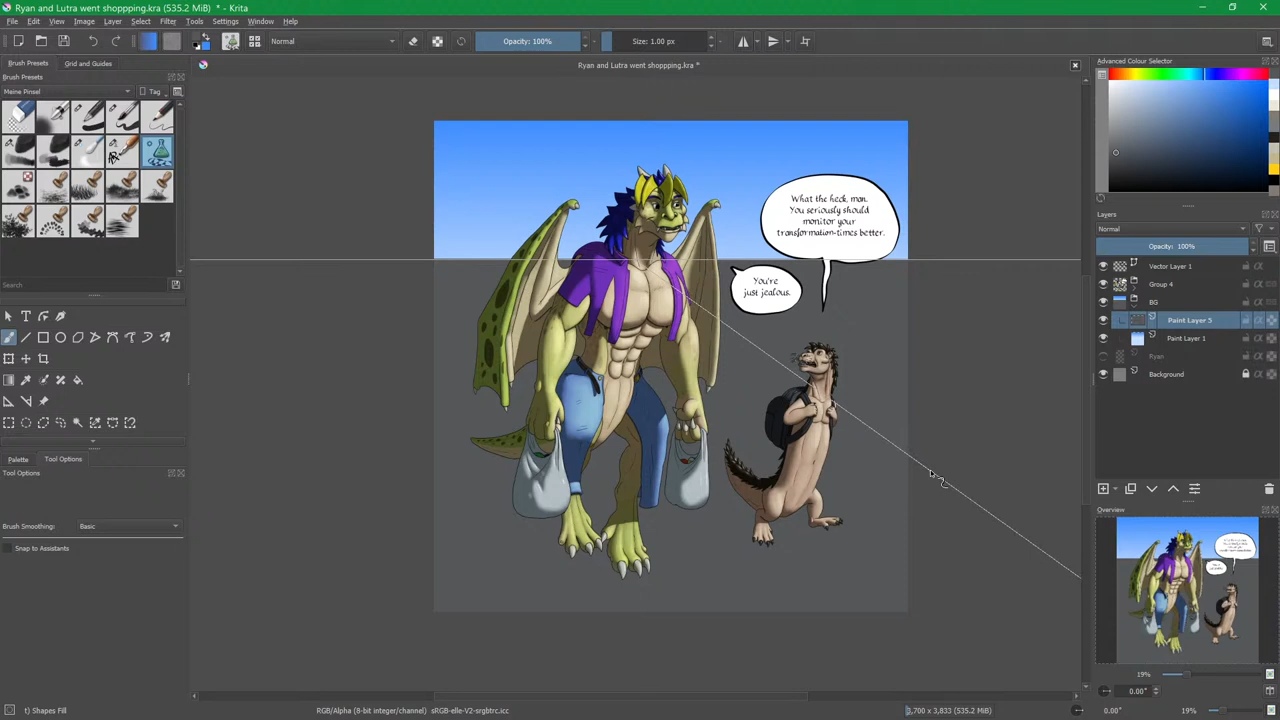 Ryan and Lutra went shoppping.kra (535.2 MiB) * - Krita
File Edit View Image Layer Select Filter Tools Settings Window Help
Normal
Opacity: 100%
Size: 1.00 px
Brush Presets
Grid and Guides
Ryan and Lutra went shoppping.kra *
Advanced Colour Selector
Brush Presets
Meine Pinsel
Tag
Search
Palette
Tool Options
Tool Options
Brush Smoothing: Basic
Snap to Assistants
What the heck, man.
You seriously should
monitor your
transformation-times better.
You're
just jealous.
Layers
Normal
Opacity: 100%
Vector Layer 1
Group 4
BG
Paint Layer 5
Paint Layer 1
Ryan
Background
Overview
19%
0.00°
i) Shapes Fill
RGB/Alpha (8-bit integer/channel) sRGB-elle-V2-srgbtrc.icc
3,700 x 3,833 (535.2 MiB)
0.00°
19%